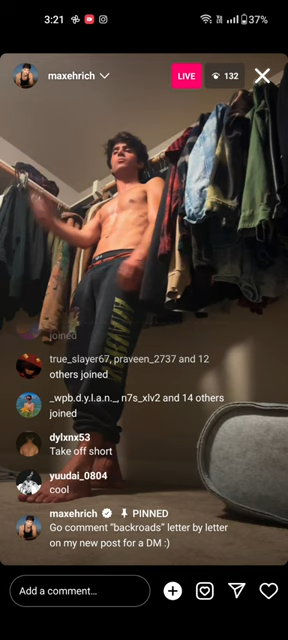 3:21
37%
maxehrich
LIVE
132
joined
true_slayer67, praveen_2737 and 12
others joined
_wpb.d.y.l.a.n._, n7s_xlv2 and 14 others
joined
dylxnx53
Take off short
yuudai_0804
cool
maxehrich PINNED
Go comment “backroads” letter by letter
on my new post for a DM :)
Add a comment...